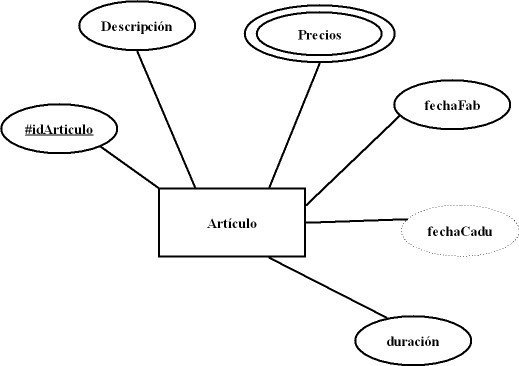 Descripción
Precios
fechaFab
#idArticulo
Artículo
fechaCadu
duración